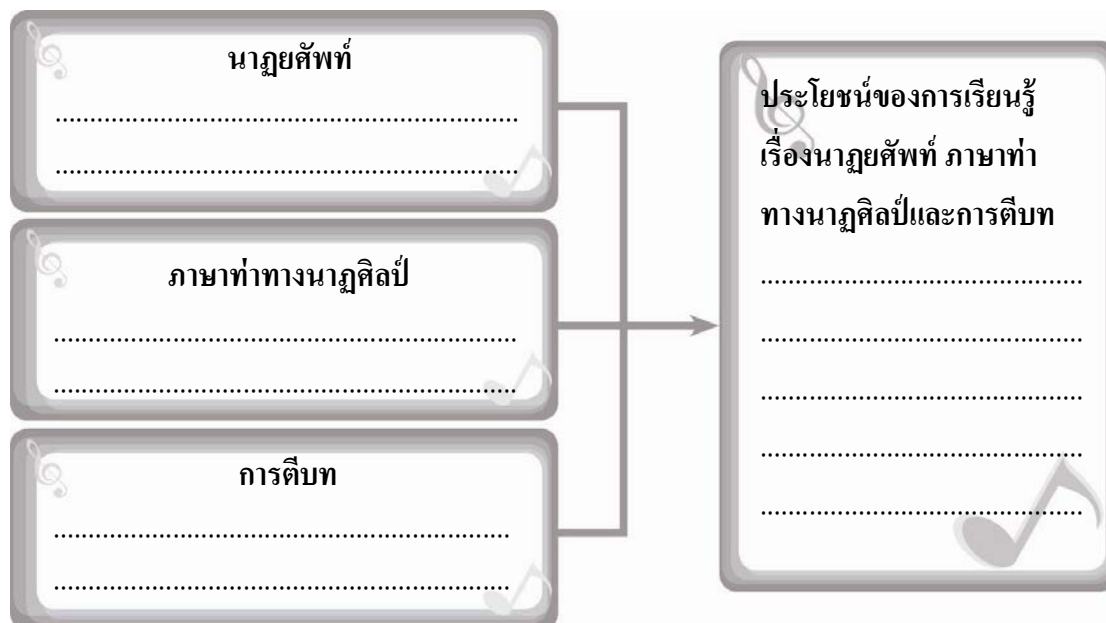 นาฏยศัพท์
....................................................................
....................................................................
ภาษาท่าทางนาฏศิลป์
....................................................................
....................................................................
การตีบท
...................................................................
...................................................................
ประโยชน์ของการเรียนรู้
เรื่องนาฏยศัพท์ ภาษาท่า
ทางนาฏศิลป์และการตีบท
...............................................
...............................................
...............................................
...............................................
...............................................